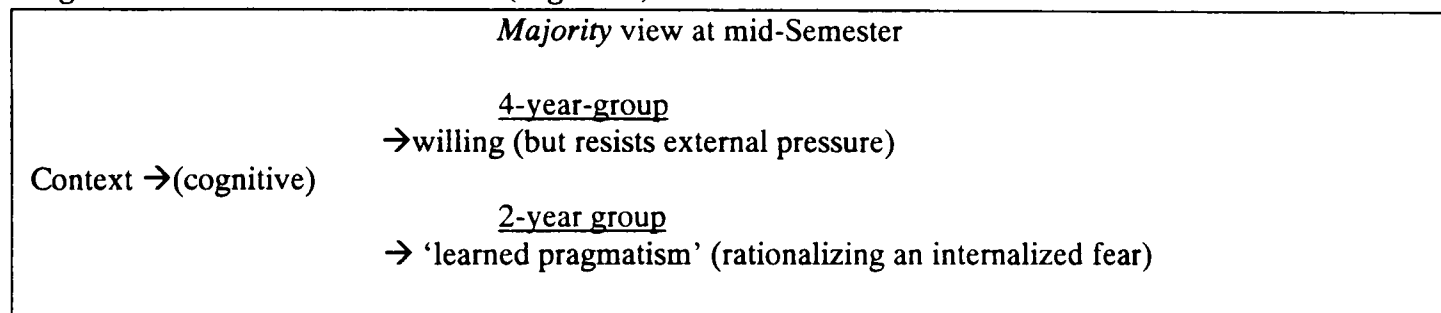 Majority view at mid-Semester
4-year-group
→willing (but resists external pressure)
Context →(cognitive)
2-year group
→ ‘learned pragmatism’ (rationalizing an internalized fear)